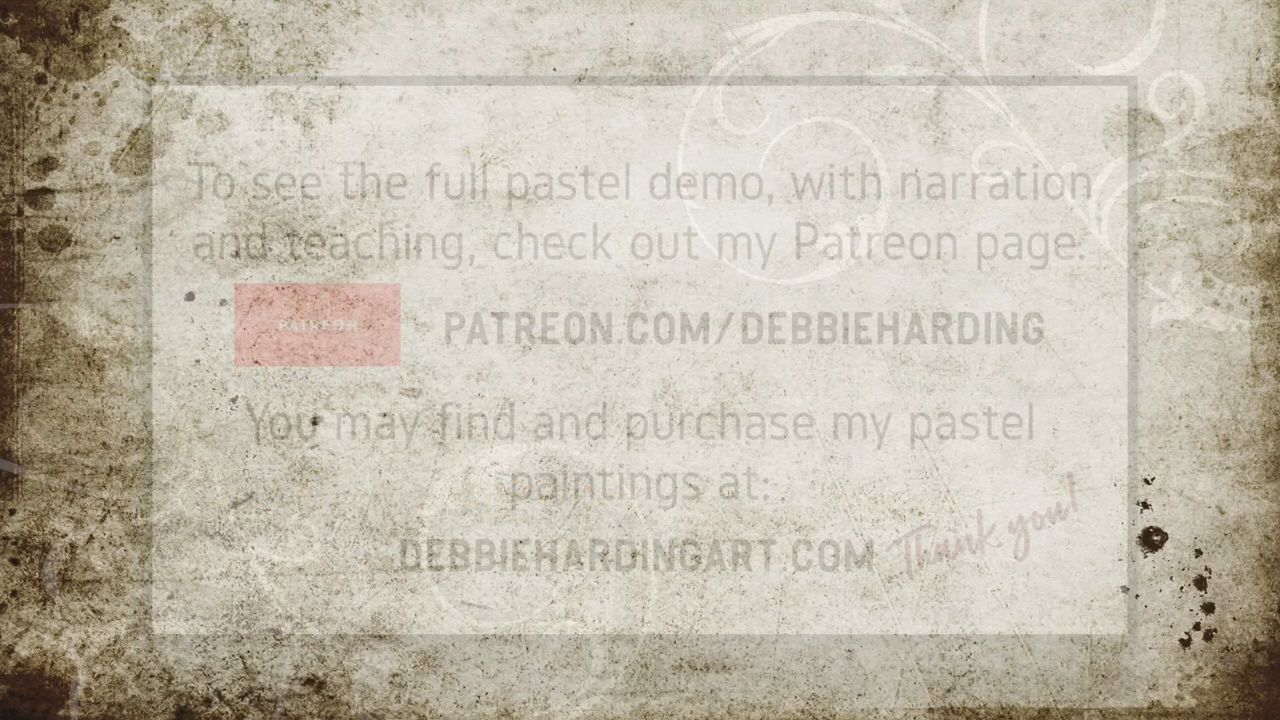 To see the full pastel demo, with narration
and teaching, check out my Patreon page.
PATREON
PATREON.COM/DEBBIEHARDING
You may find and purchase my pastel
paintings at:
DEBBIEHARDINGART.COM
Thank you!